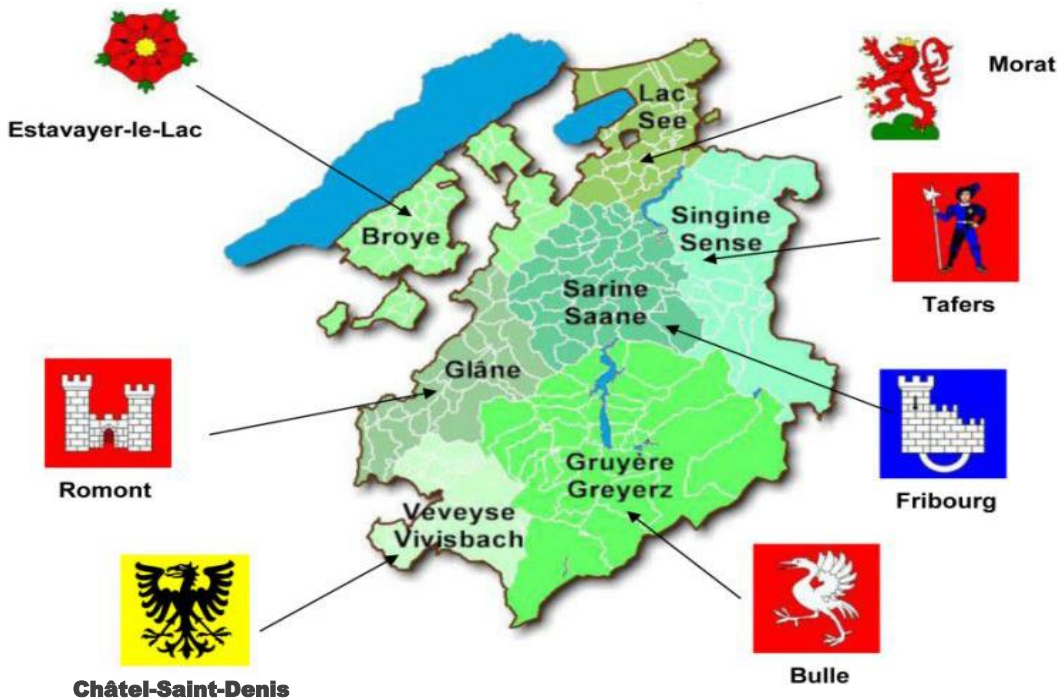 Estavayer-le-Lac
Morat
Lac
See
Broye
Singine
Sense
Tafers
Sarine
Saane
Glâne
Romont
Fribourg
Gruyère
Greyerz
Veveyse
Vivisbach
Châtel-Saint-Denis
Bulle